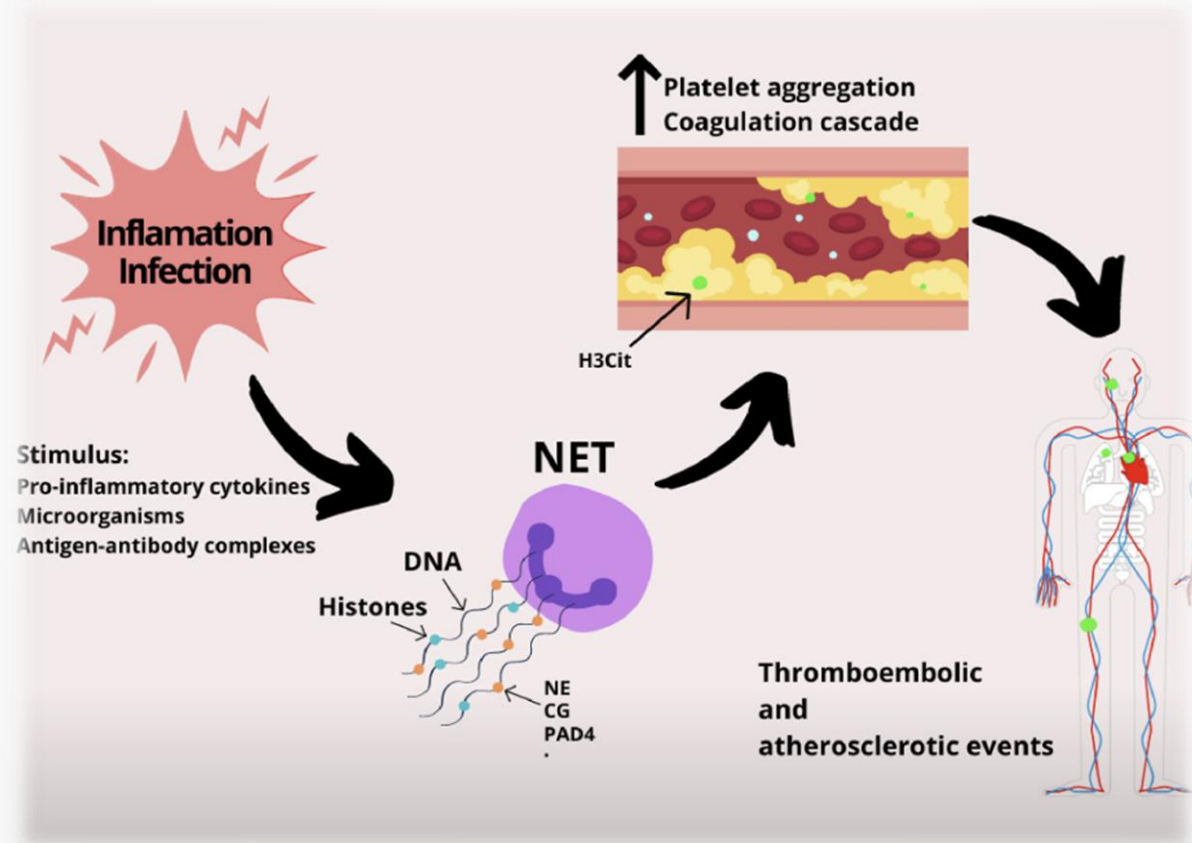 Inflamation
Infection
Stimulus:
Pro-inflammatory cytokines
Microorganisms
Antigen-antibody complexes
NET
DNA
Histones
NE
CG
PAD4
.
Platelet aggregation
Coagulation cascade
H3Cit
Thromboembolic
and
atherosclerotic events